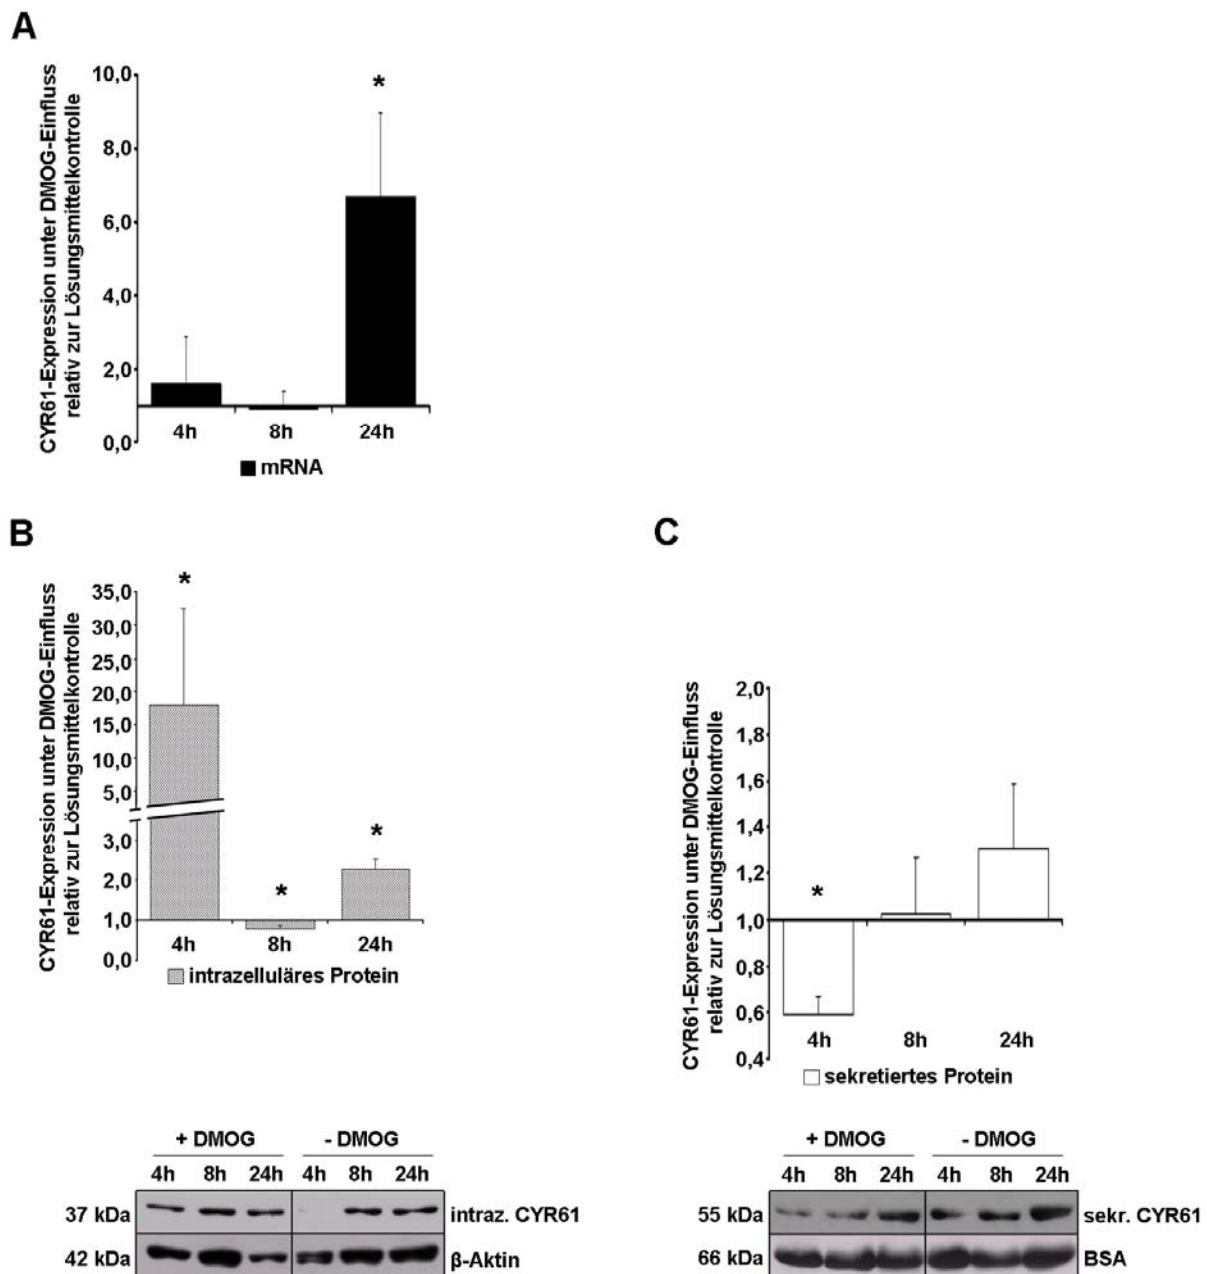 A
CYR61-Expression unter DMOG-Einfluss
relativ zur Lösungsmittelkontrolle
10,0
8,0
6,0
4,0
2,0
0,0
*
4h 8h 24h
mRNA
B
CYR61-Expression unter DMOG-Einfluss
relativ zur Lösungsmittelkontrolle
35,0
30,0
25,0
20,0
15,0
10,0
5,0
3,0
2,0
1,0
0,0
*
*
*
4h 8h 24h
intrazelluläres Protein
+ DMOG - DMOG
4h 8h 24h 4h 8h 24h
37 kDa intraz. CYR61
42 kDa β-Aktin
C
CYR61-Expression unter DMOG-Einfluss
relativ zur Lösungsmittelkontrolle
2,0
1,8
1,6
1,4
1,2
1,0
0,8
0,6
0,4
*
4h 8h 24h
sekretiertes Protein
+ DMOG - DMOG
4h 8h 24h 4h 8h 24h
55 kDa sekr. CYR61
66 kDa BSA